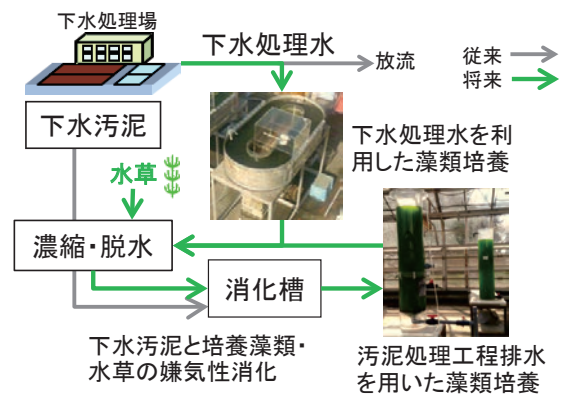 下水処理場
下水処理水
放流
従来
将来
下水汚泥
下水処理水を利
用した藻類培養
水草
濃縮・脱水
消化槽
下水汚泥と培養藻類・
水草の嫌気性消化
汚泥処理工程排水
を用いた藻類培養